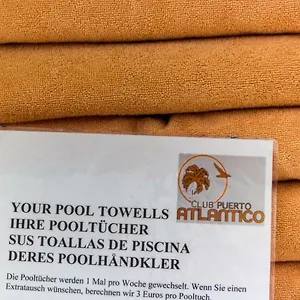 CLUB PUERTO
ATLANTICO
YOUR POOL TOWELLS
IHRE POOLTÜCHER
SUS TOALLAS DE PISCINA
DERES POOLHÅNDKLER
Die Pooltücher werden 1 Mal pro Woche gewechselt. Wenn Sie einen
Extratausch wünschen, berechnen wir 3 Euros pro Pooltuch.